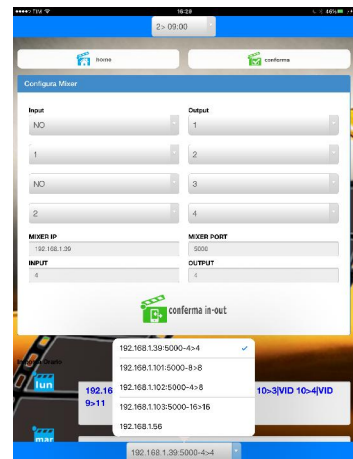 TIM
16:29
46%
2> 09:00
home
conferma
Configura Mixer
Input
Output
NO
1
1
2
NO
3
2
4
MIXER IP
MIXER PORT
192.168.1.39
5000
INPUT
OUTPUT
4
4
conferma in-out
192.168.1.39:5000-4>4
192.168.1.101:5000-8>8
192.168.1.102:5000-4>8
192.168.1.103:5000-16>16
192.168.1.56
lun
192.16
10>3|VID 10>4|VID
9>11
mar
192.168.1.39:5000-4>4